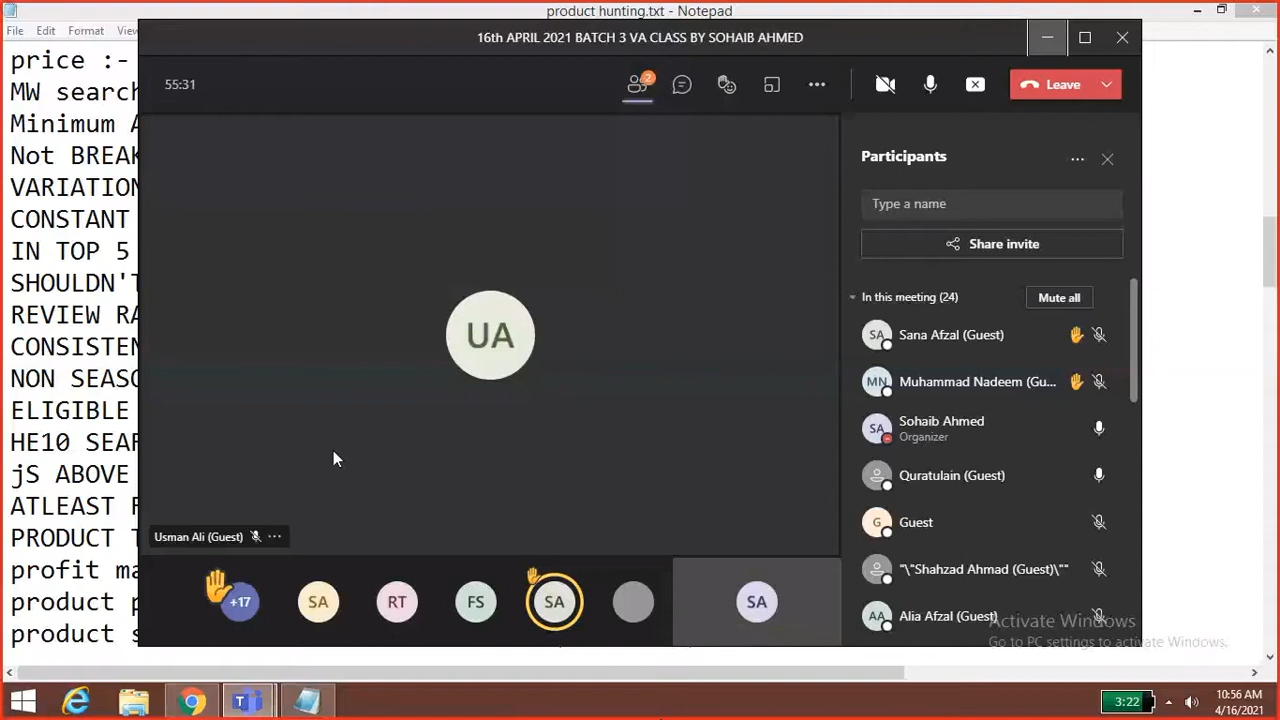 product hunting.txt - Notepad
File Edit Format View
price :-
MW search
Minimum A
Not BREAK
VARIATION
CONSTANT
IN TOP 5
SHOULDN'T
REVIEW RA
CONSISTEN
NON SEASO
ELIGIBLE
HE10 SEAR
jS ABOVE
ATLEAST F
PRODUCT T
profit ma
product p
product s
16th APRIL 2021 BATCH 3 VA CLASS BY SOHAIB AHMED
55:31
2
Leave
Participants
Type a name
Share invite
In this meeting (24)
Mute all
SA Sana Afzal (Guest)
MN Muhammad Nadeem (Gu...
SA Sohaib Ahmed
Organizer
Quratulain (Guest)
G Guest
"\"Shahzad Ahmad (Guest)\""
AA Alia Afzal (Guest)
UA
Usman Ali (Guest)
+17 SA RT FS SA SA
Activate Windows
Go to PC settings to activate Windows.
3:22
10:56 AM
4/16/2021